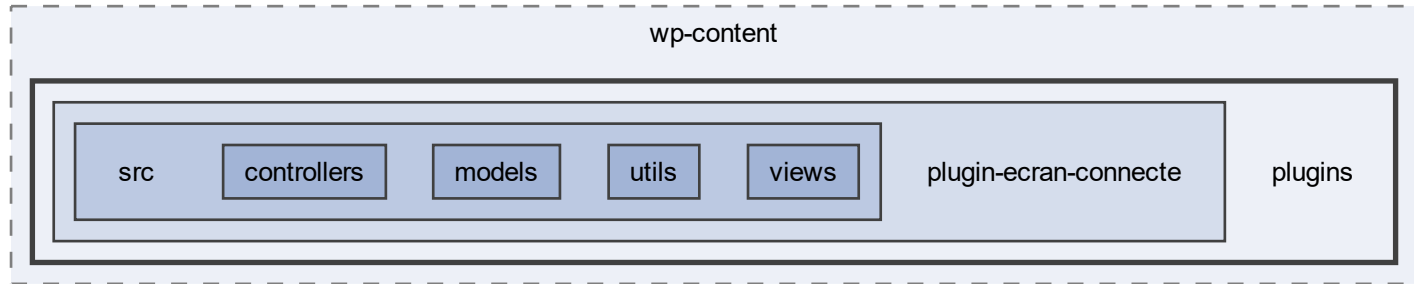 wp-content
src controllers models utils views plugin-ecran-connecte plugins